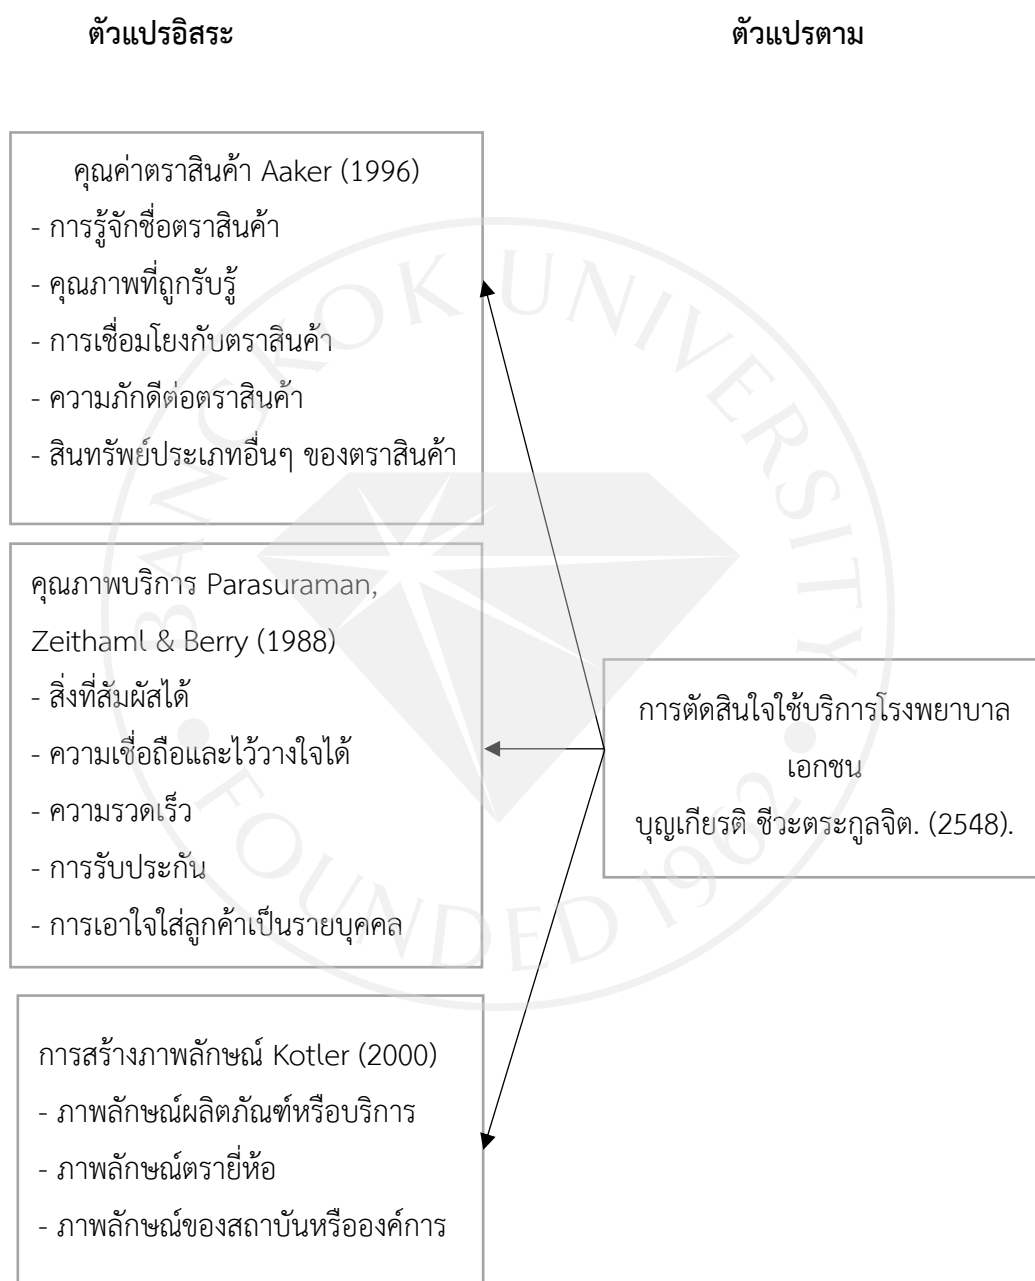 ตัวแปรอิสระ
ตัวแปรตาม
คุณค่าตราสินค้า Aaker (1996)
- การรู้จักชื่อตราสินค้า
- คุณภาพที่ถูกรับรู้
- การเชื่อมโยงกับตราสินค้า
- ความภักดีต่อตราสินค้า
- สินทรัพย์ประเภทอื่นๆ ของตราสินค้า
คุณภาพบริการ Parasuraman,
Zeithaml & Berry (1988)
- สิ่งที่สัมผัสได้
- ความเชื่อถือและไว้วางใจได้
- ความรวดเร็ว
- การรับประกัน
- การเอาใจใส่ลูกค้าเป็นรายบุคคล
การสร้างภาพลักษณ์ Kotler (2000)
- ภาพลักษณ์ผลิตภัณฑ์หรือบริการ
- ภาพลักษณ์ตรายี่ห้อ
- ภาพลักษณ์ของสถาบันหรือองค์การ
การตัดสินใจใช้บริการโรงพยาบาล
เอกชน
บุญเกียรติ ชีวะตระกูลจิต. (2548).
BANGKOK UNIVERSITY
FOUNDED 1962